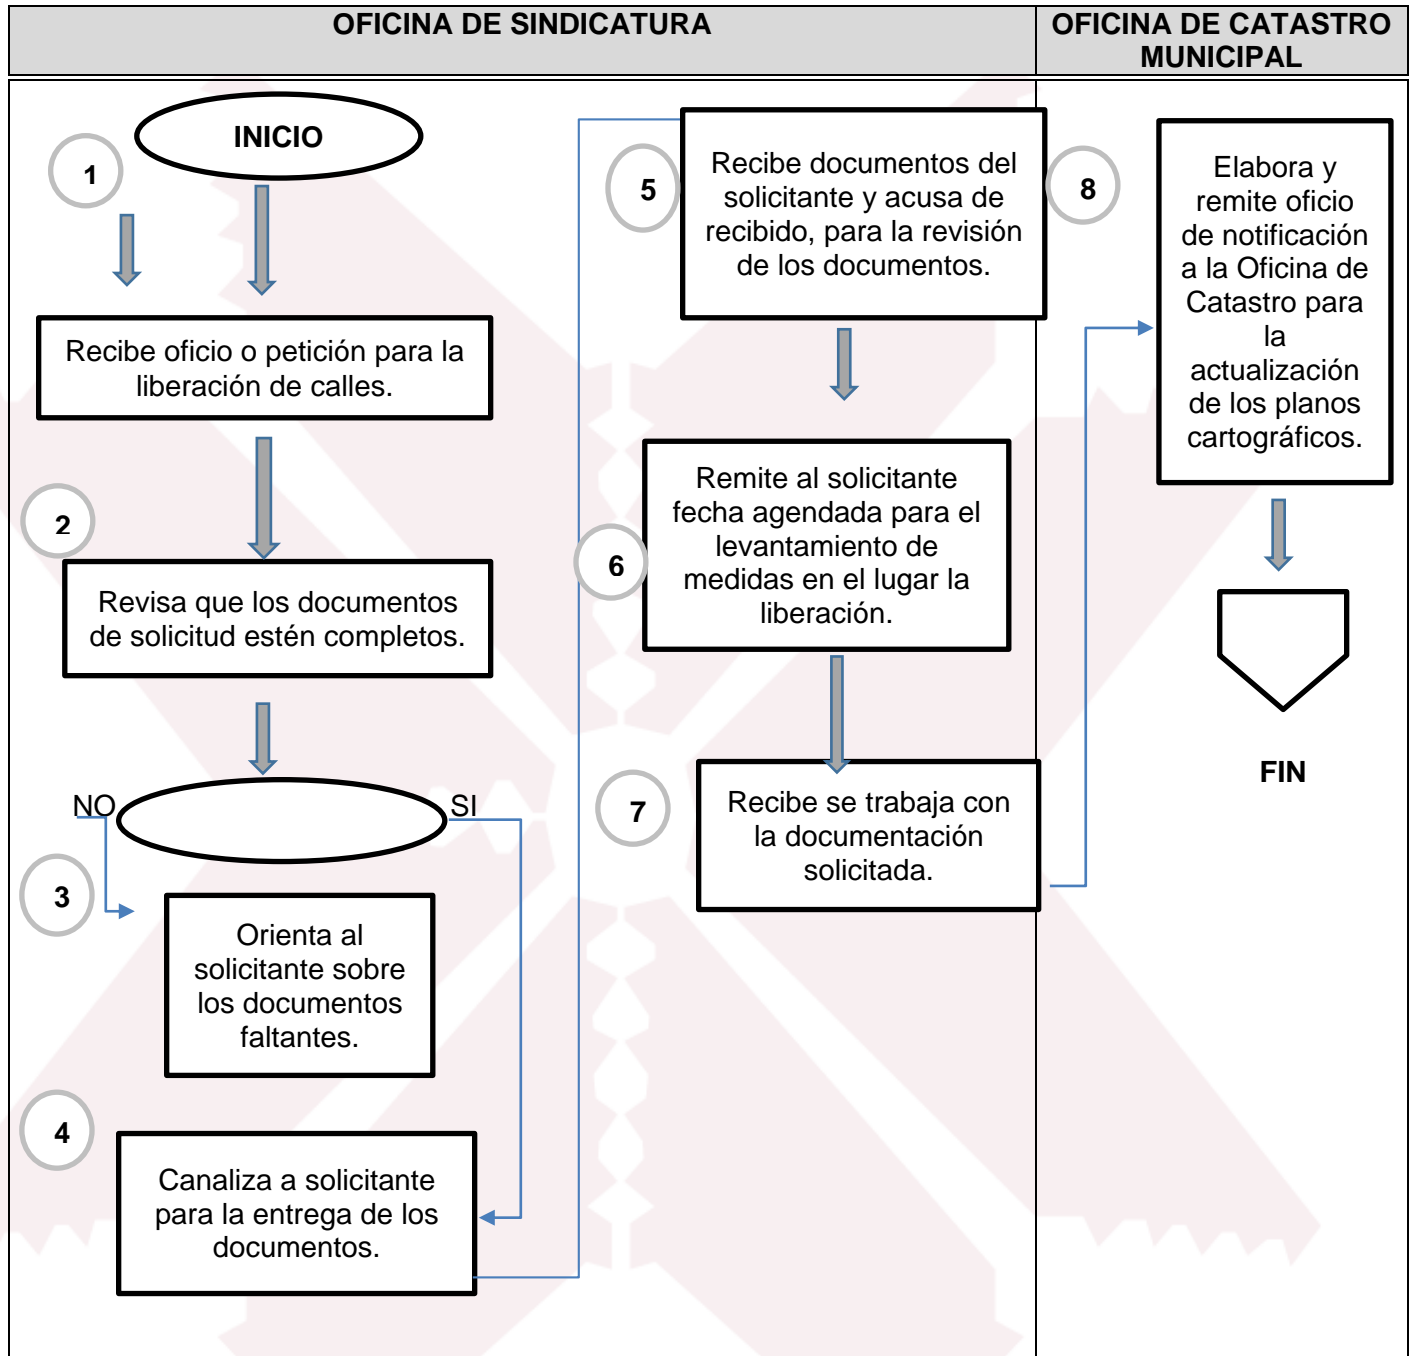 OFICINA DE SINDICATURA
OFICINA DE CATASTRO
MUNICIPAL
INICIO
1
Recibe oficio o petición para la
liberación de calles.
2
Revisa que los documentos
de solicitud estén completos.
NO
SI
3
Orienta al
solicitante sobre
los documentos
faltantes.
4
Canaliza a solicitante
para la entrega de los
documentos.
5
Recibe documentos del
solicitante y acusa de
recibido, para la revisión
de los documentos.
6
Remite al solicitante
fecha agendada para el
levantamiento de
medidas en el lugar la
liberación.
7
Recibe se trabaja con
la documentación
solicitada.
8
Elabora y
remite oficio
de notificación
a la Oficina de
Catastro para
la
actualización
de los planos
cartográficos.
FIN